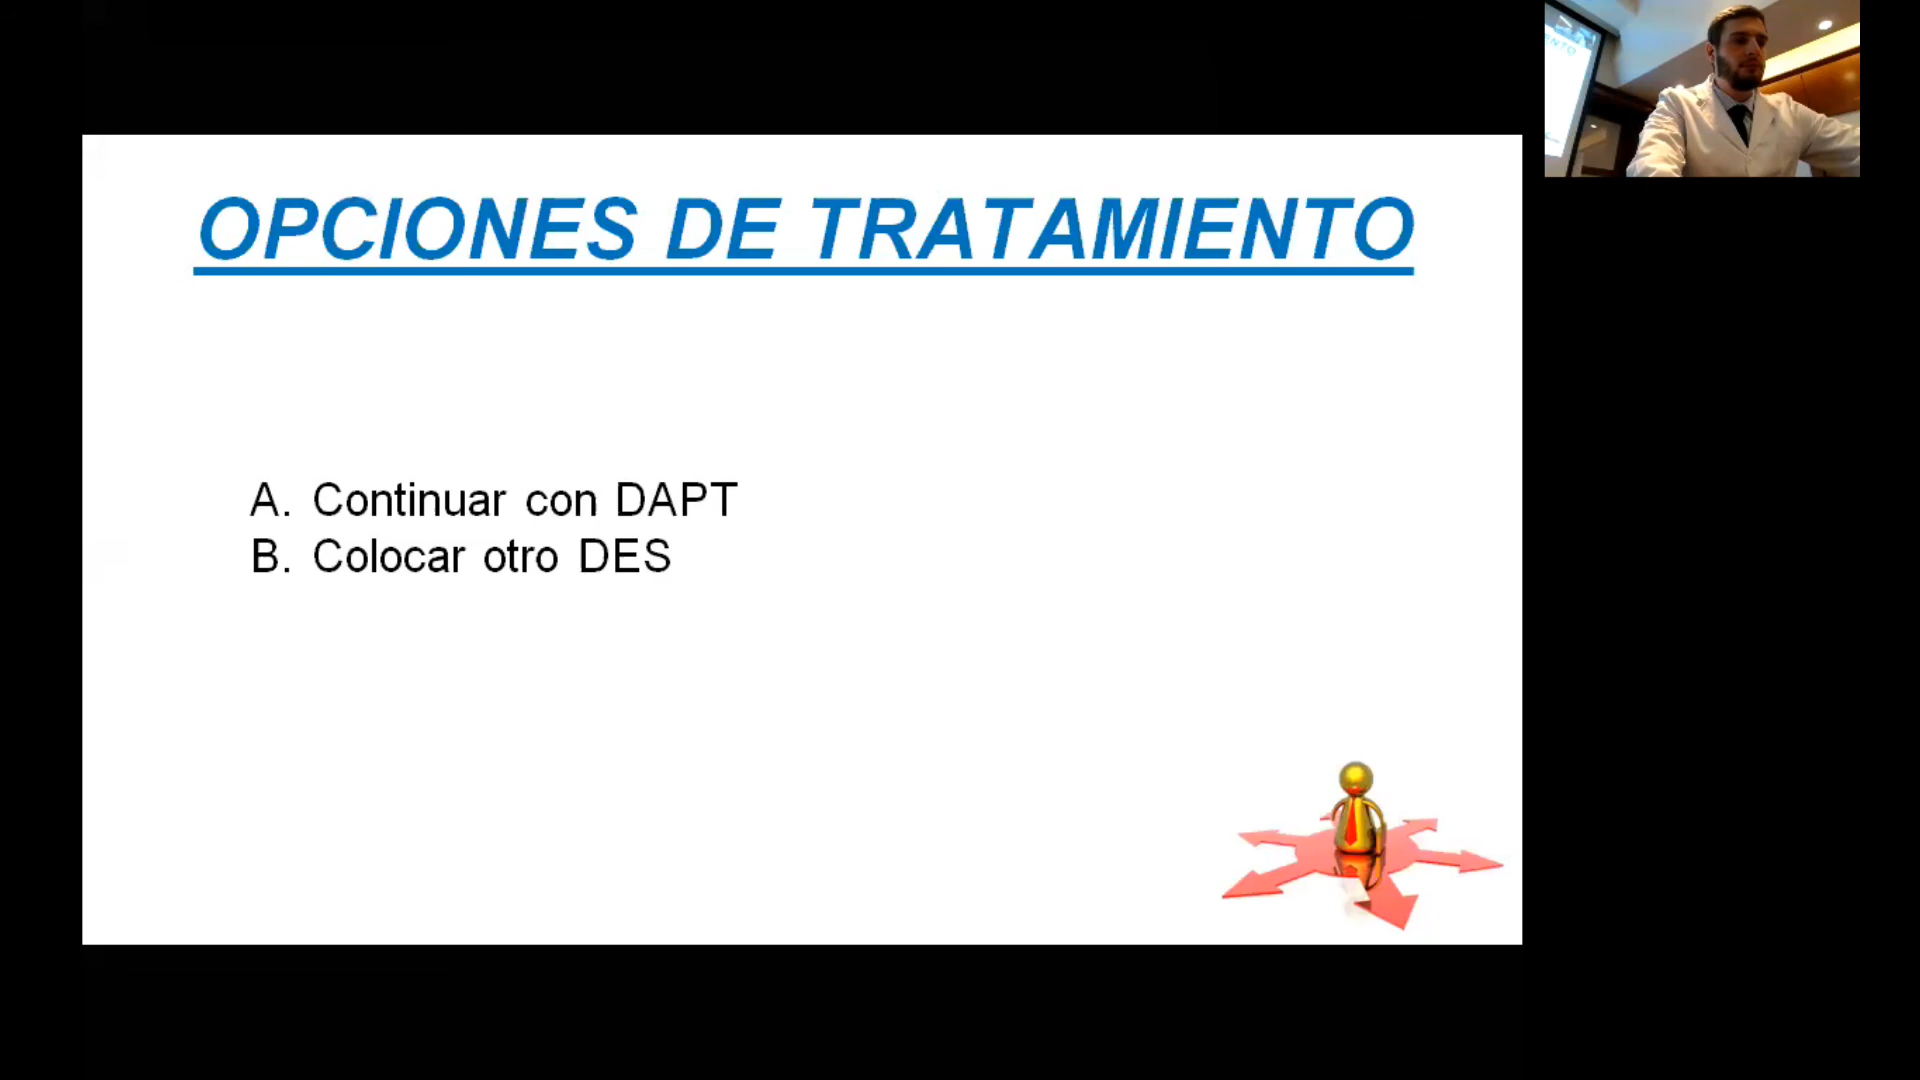 OPCIONES DE TRATAMIENTO
A. Continuar con DAPT
B. Colocar otro DES